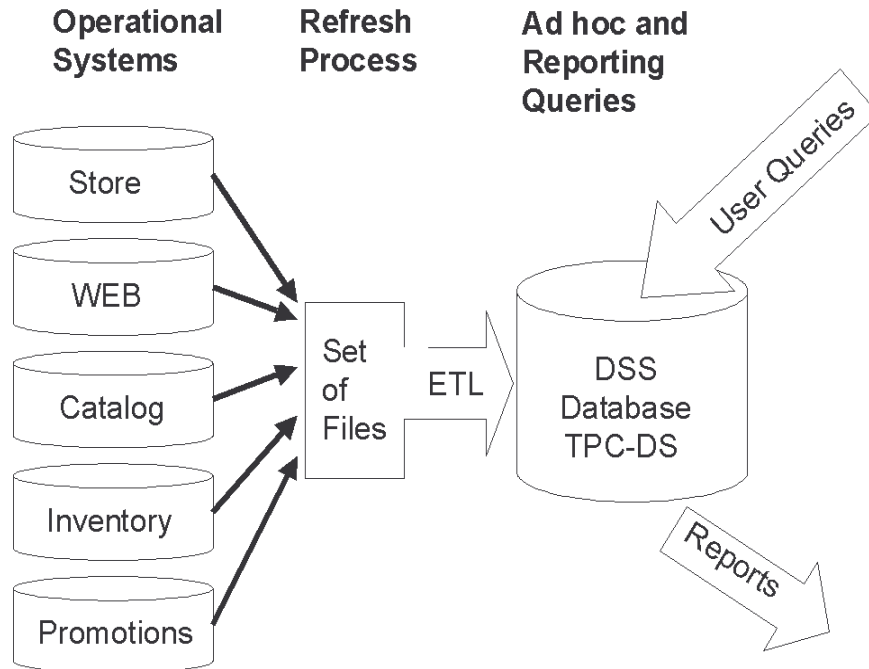 Operational
Systems
Refresh
Process
Ad hoc and
Reporting
Queries
Store
WEB
Catalog
Inventory
Promotions
Set
of
Files
ETL
DSS
Database
TPC-DS
User Queries
Reports